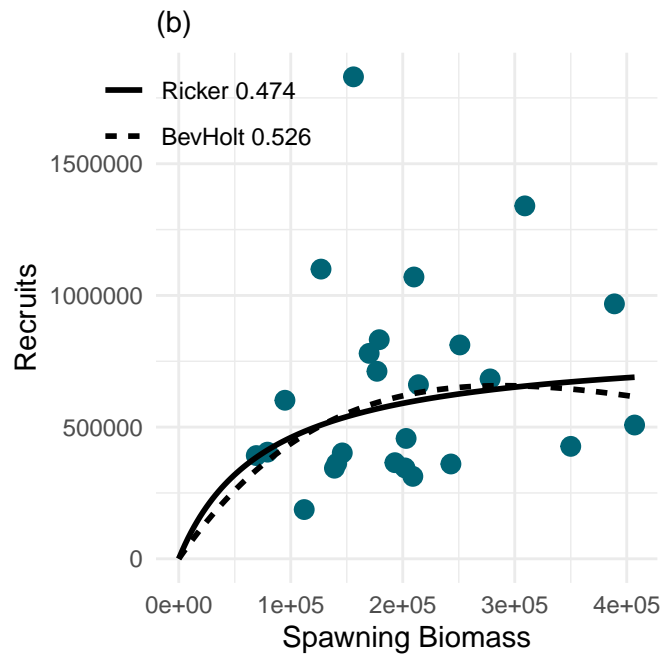 (b)
Ricker 0.474
BevHolt 0.526
1500000
1000000
500000
0
Recruits
0e+00 1e+05 2e+05 3e+05 4e+05
Spawning Biomass